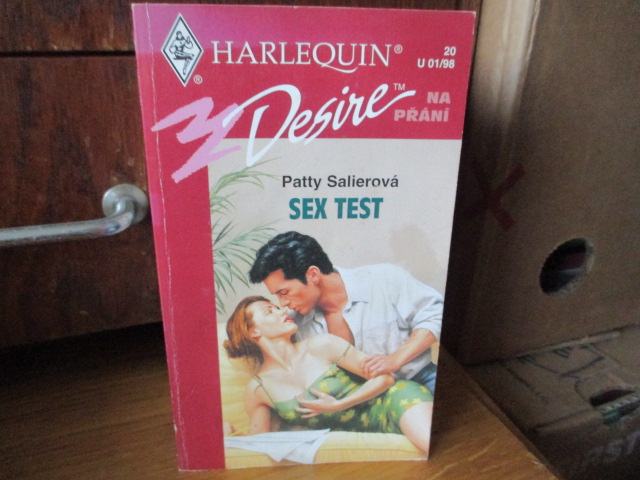 HARLEQUIN®
20
U 01/98
®
Desire™
NA
PŘÁNÍ
Patty Salierová
SEX TEST